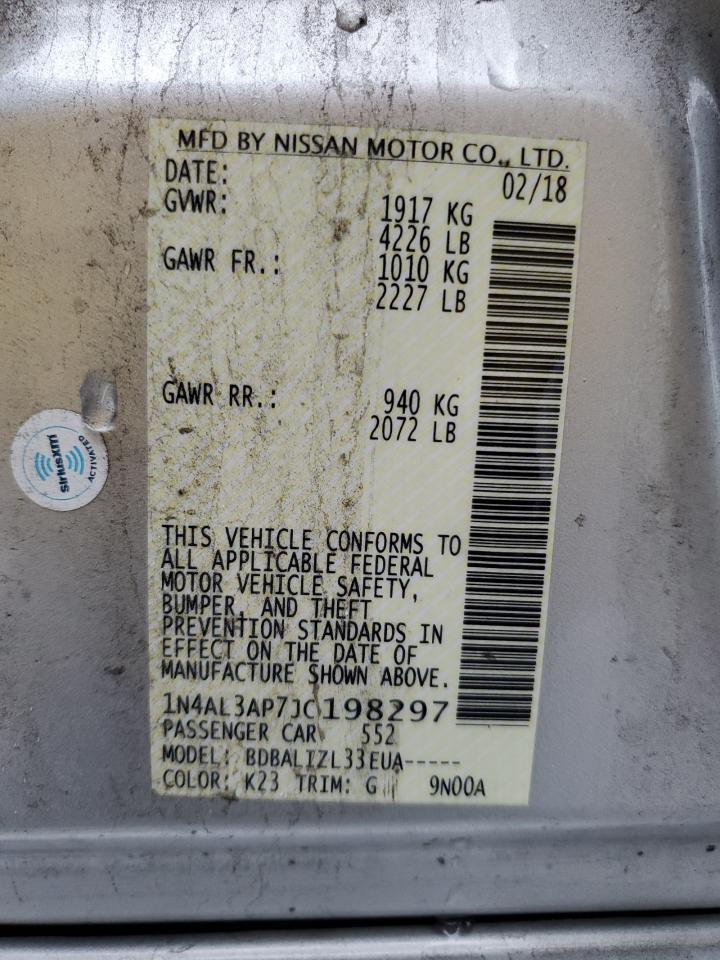 MFD BY NISSAN MOTOR CO., LTD.
DATE: 02/18
GVWR: 1917 KG
4226 LB
GAWR FR.: 1010 KG
2227 LB
GAWR RR.: 940 KG
2072 LB
THIS VEHICLE CONFORMS TO
ALL APPLICABLE FEDERAL
MOTOR VEHICLE SAFETY,
BUMPER, AND THEFT
PREVENTION STANDARDS IN
EFFECT ON THE DATE OF
MANUFACTURE SHOWN ABOVE.
1N4AL3AP7JC198297
PASSENGER CAR 552
MODEL: BDBALIZL33EUA-----
COLOR: K23 TRIM: G 9N00A
siriusxm
ACTIVATED